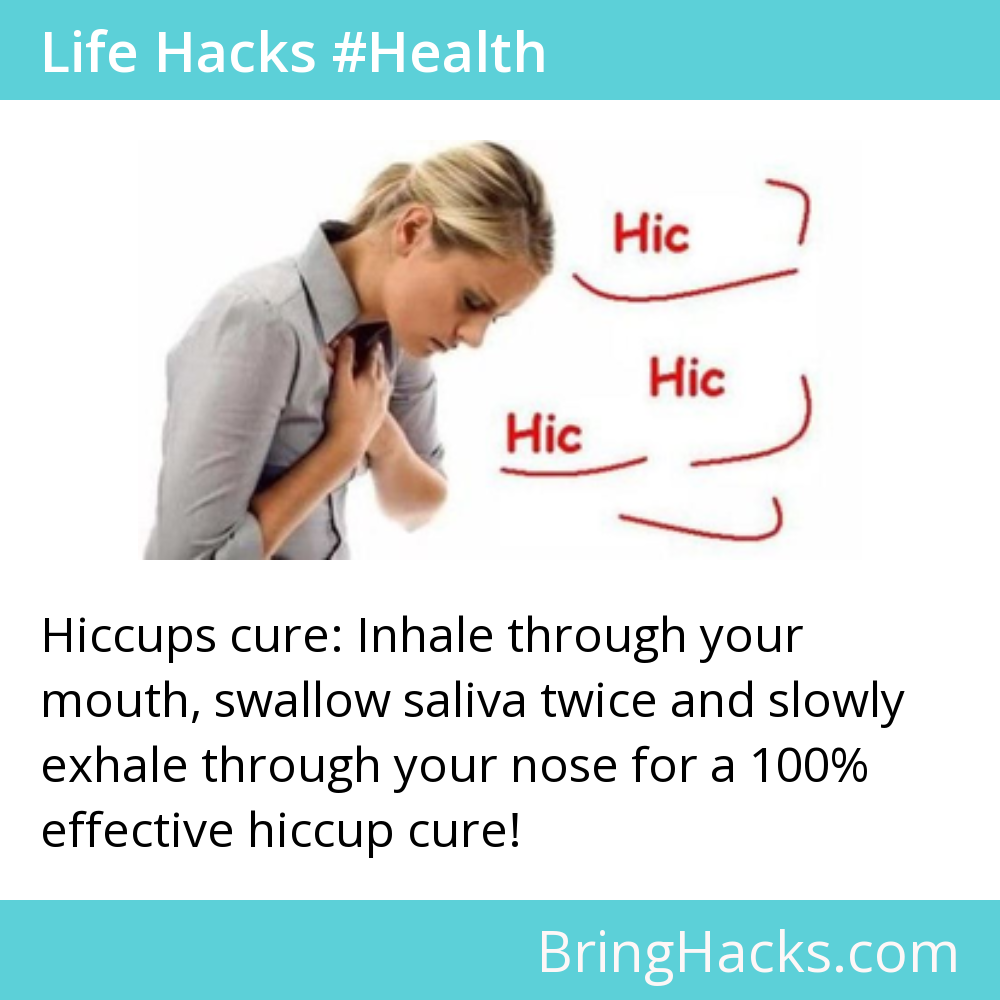 Life Hacks #Health
Hic
Hic
Hic
Hiccups cure: Inhale through your
mouth, swallow saliva twice and slowly
exhale through your nose for a 100%
effective hiccup cure!
BringHacks.com